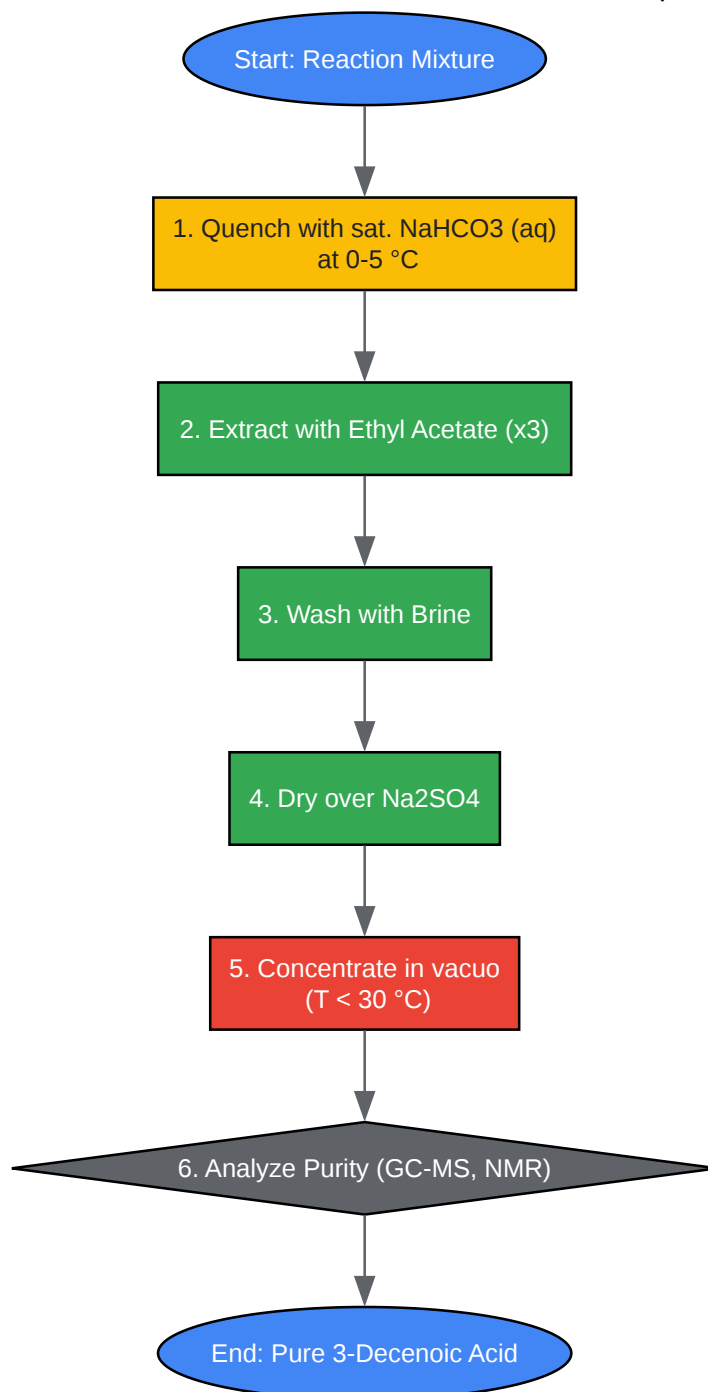 Start: Reaction Mixture
1. Quench with sat. NaHCO3 (aq)
at 0-5 °C
2. Extract with Ethyl Acetate (x3)
3. Wash with Brine
4. Dry over Na2SO4
5. Concentrate in vacuo
(T < 30 °C)
6. Analyze Purity (GC-MS, NMR)
End: Pure 3-Decenoic Acid